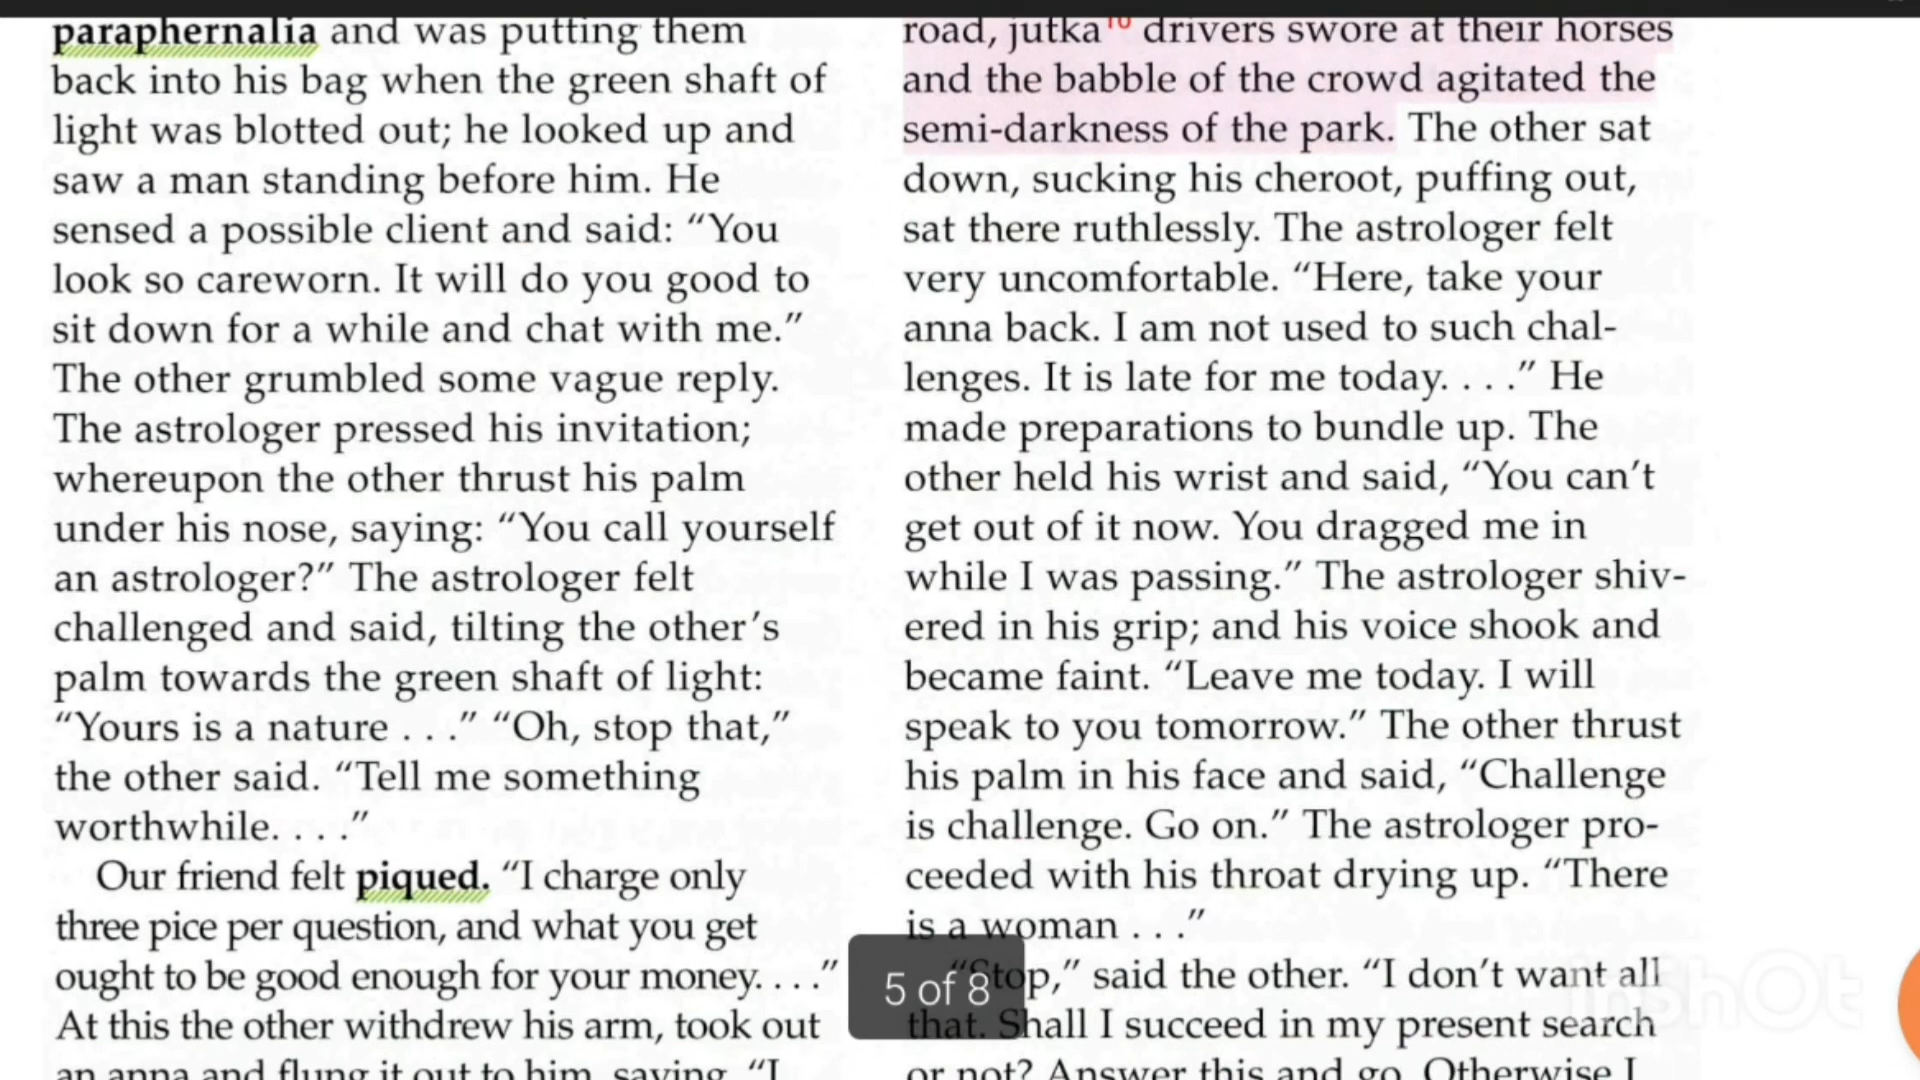 paraphernalia and was putting them
back into his bag when the green shaft of
light was blotted out; he looked up and
saw a man standing before him. He
sensed a possible client and said: “You
look so careworn. It will do you good to
sit down for a while and chat with me.”
The other grumbled some vague reply.
The astrologer pressed his invitation;
whereupon the other thrust his palm
under his nose, saying: “You call yourself
an astrologer?” The astrologer felt
challenged and said, tilting the other’s
palm towards the green shaft of light:
“Yours is a nature . . .” “Oh, stop that,”
the other said. “Tell me something
worthwhile. . . .”
Our friend felt piqued. “I charge only
three pice per question, and what you get
ought to be good enough for your money. . . .”
At this the other withdrew his arm, took out
an anna and flung it out to him, saying, “I
road, jutka10 drivers swore at their horses
and the babble of the crowd agitated the
semi-darkness of the park. The other sat
down, sucking his cheroot, puffing out,
sat there ruthlessly. The astrologer felt
very uncomfortable. “Here, take your
anna back. I am not used to such chal-
lenges. It is late for me today. . . .” He
made preparations to bundle up. The
other held his wrist and said, “You can’t
get out of it now. You dragged me in
while I was passing.” The astrologer shiv-
ered in his grip; and his voice shook and
became faint. “Leave me today. I will
speak to you tomorrow.” The other thrust
his palm in his face and said, “Challenge
is challenge. Go on.” The astrologer pro-
ceeded with his throat drying up. “There
is a woman . . .”
“Stop,” said the other. “I don’t want all
that. Shall I succeed in my present search
or not? Answer this and go. Otherwise I
5 of 8
InShOt